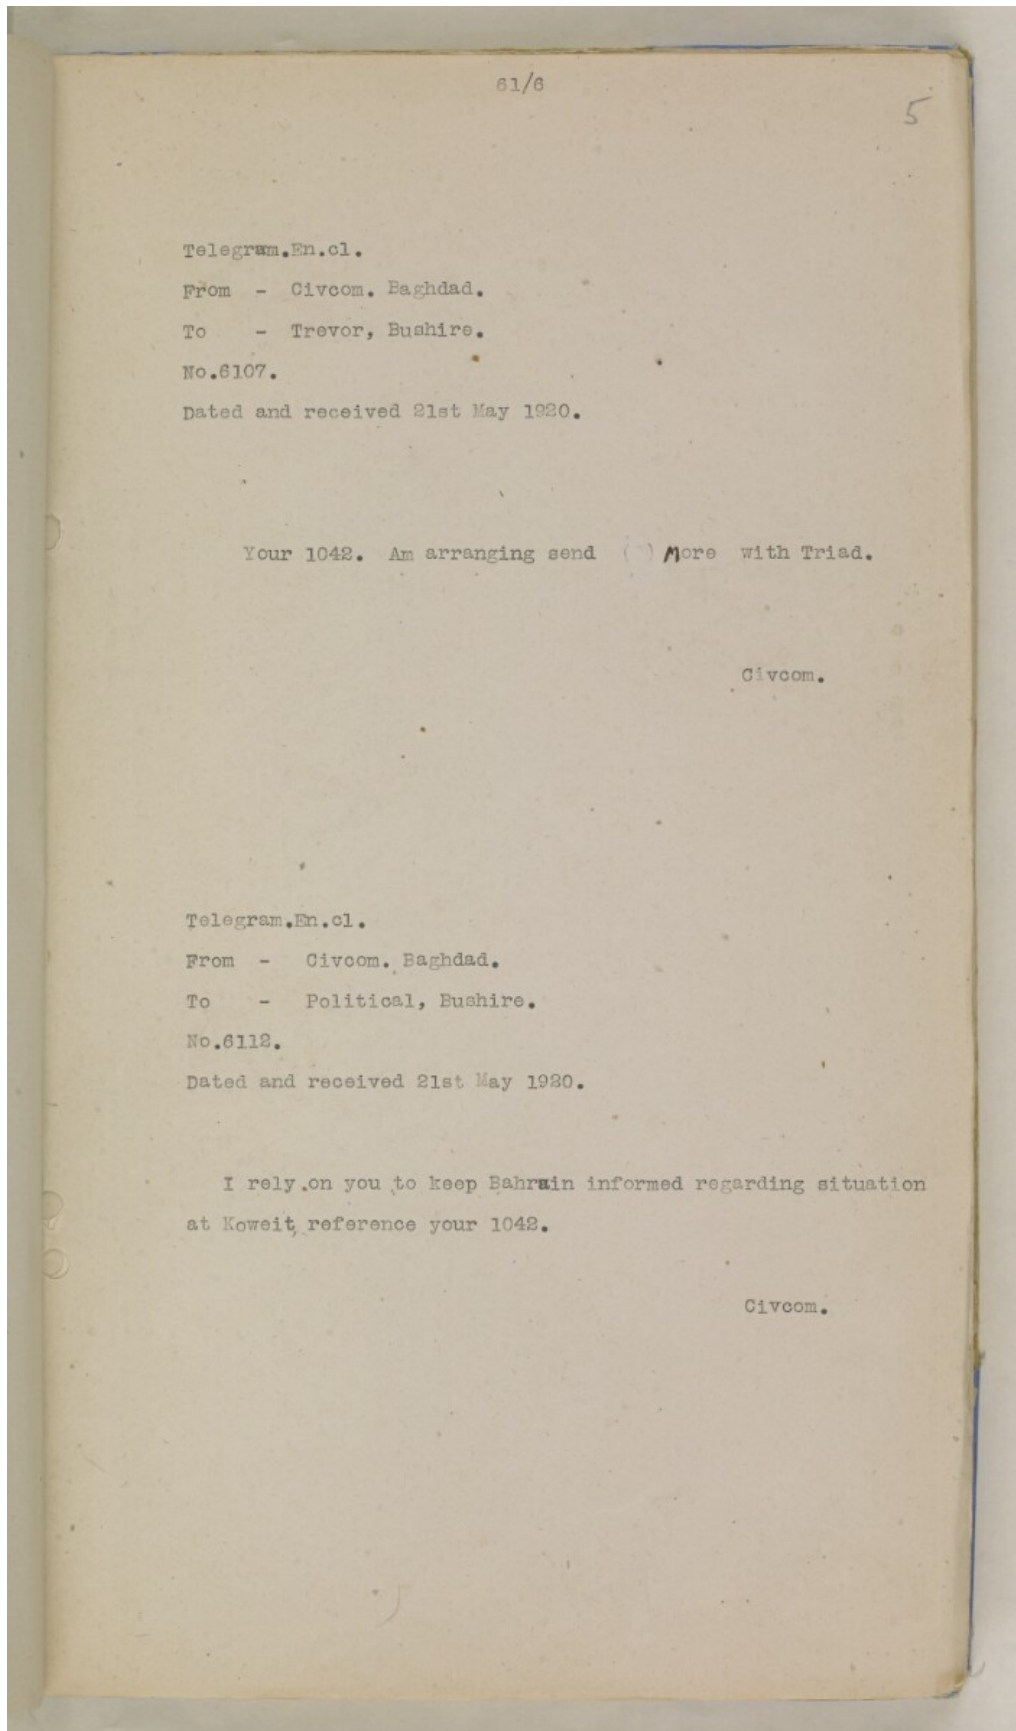 61/6
5
Telegram.En.cl.
From - Civcom. Baghdad.
To - Trevor, Bushire.
No.6107.
Dated and received 21st May 1920.
Your 1042. Am arranging send ( ) More with Triad.
Civcom.
Telegram.En.cl.
From - Civcom. Baghdad.
To - Political, Bushire.
No.6112.
Dated and received 21st May 1920.
I rely on you to keep Bahrain informed regarding situation
at Koweit, reference your 1042.
Civcom.